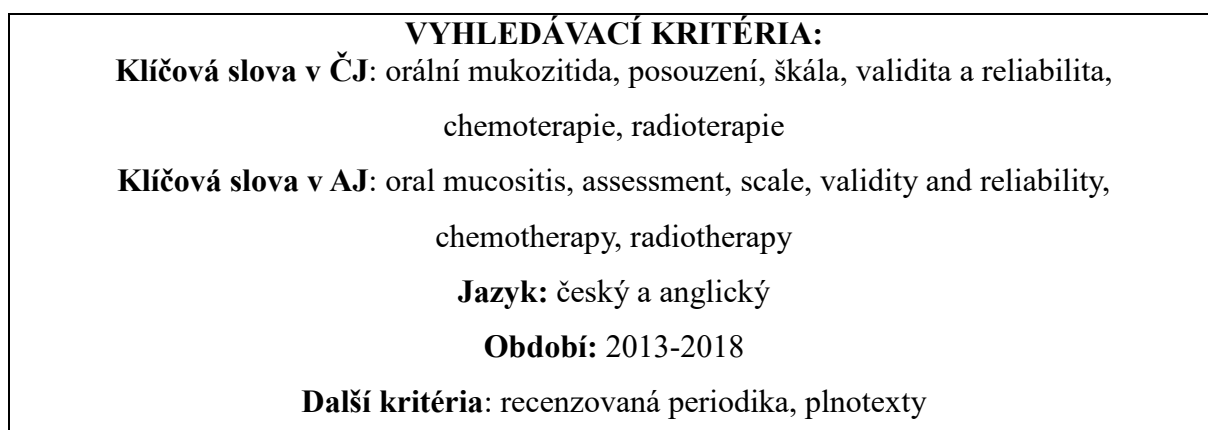 VYHLEDÁVACÍ KRITÉRIA:
Klíčová slova v ČJ: orální mukozitida, posouzení, škála, validita a reliabilita,
chemoterapie, radioterapie
Klíčová slova v AJ: oral mucositis, assessment, scale, validity and reliability,
chemotherapy, radiotherapy
Jazyk: český a anglický
Období: 2013-2018
Další kritéria: recenzovaná periodika, plnotexty